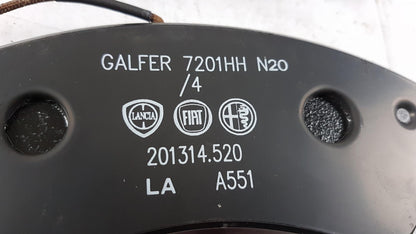 GALFER 7201HH N20
/4
LANCIA FIAT
201314.520
LA A551